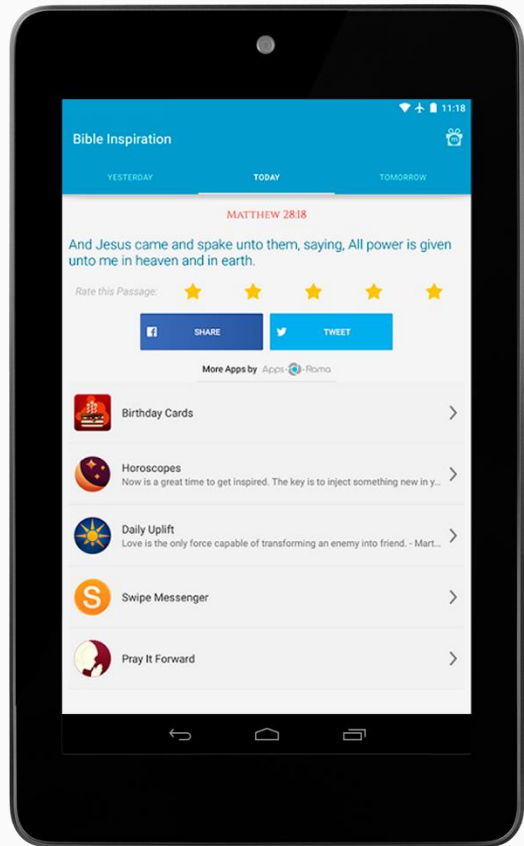 11:18
Bible Inspiration
YESTERDAY TODAY TOMORROW
MATTHEW 28:18
And Jesus came and spake unto them, saying, All power is given
unto me in heaven and in earth.
Rate this Passage:
SHARE TWEET
More Apps by Apps-O-Rama
Birthday Cards
Horoscopes
Now is a great time to get inspired. The key is to inject something new in y...
Daily Uplift
Love is the only force capable of transforming an enemy into friend. - Mart...
S Swipe Messenger
Pray It Forward